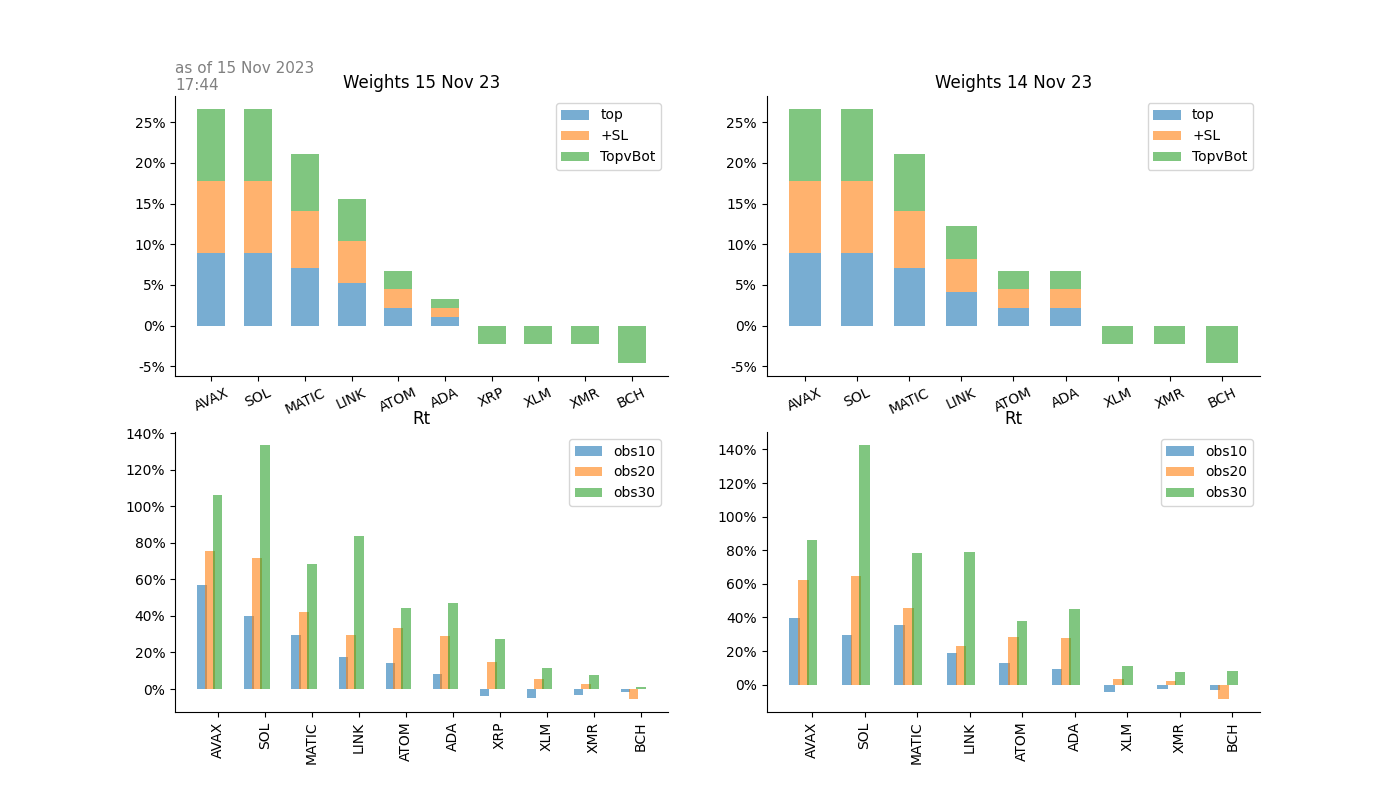 as of 15 Nov 2023
17:44
Weights 15 Nov 23
25%
20%
15%
10%
5%
0%
-5%
top
+SL
TopvBot
AVAX SOL MATIC LINK ATOM ADA XRP XLM XMR BCH
Weights 14 Nov 23
25%
20%
15%
10%
5%
0%
-5%
top
+SL
TopvBot
AVAX SOL MATIC LINK ATOM ADA XLM XMR BCH
Rt
140%
120%
100%
80%
60%
40%
20%
0%
obs10
obs20
obs30
AVAX SOL MATIC LINK ATOM ADA XRP XLM XMR BCH
Rt
140%
120%
100%
80%
60%
40%
20%
0%
obs10
obs20
obs30
AVAX SOL MATIC LINK ATOM ADA XLM XMR BCH